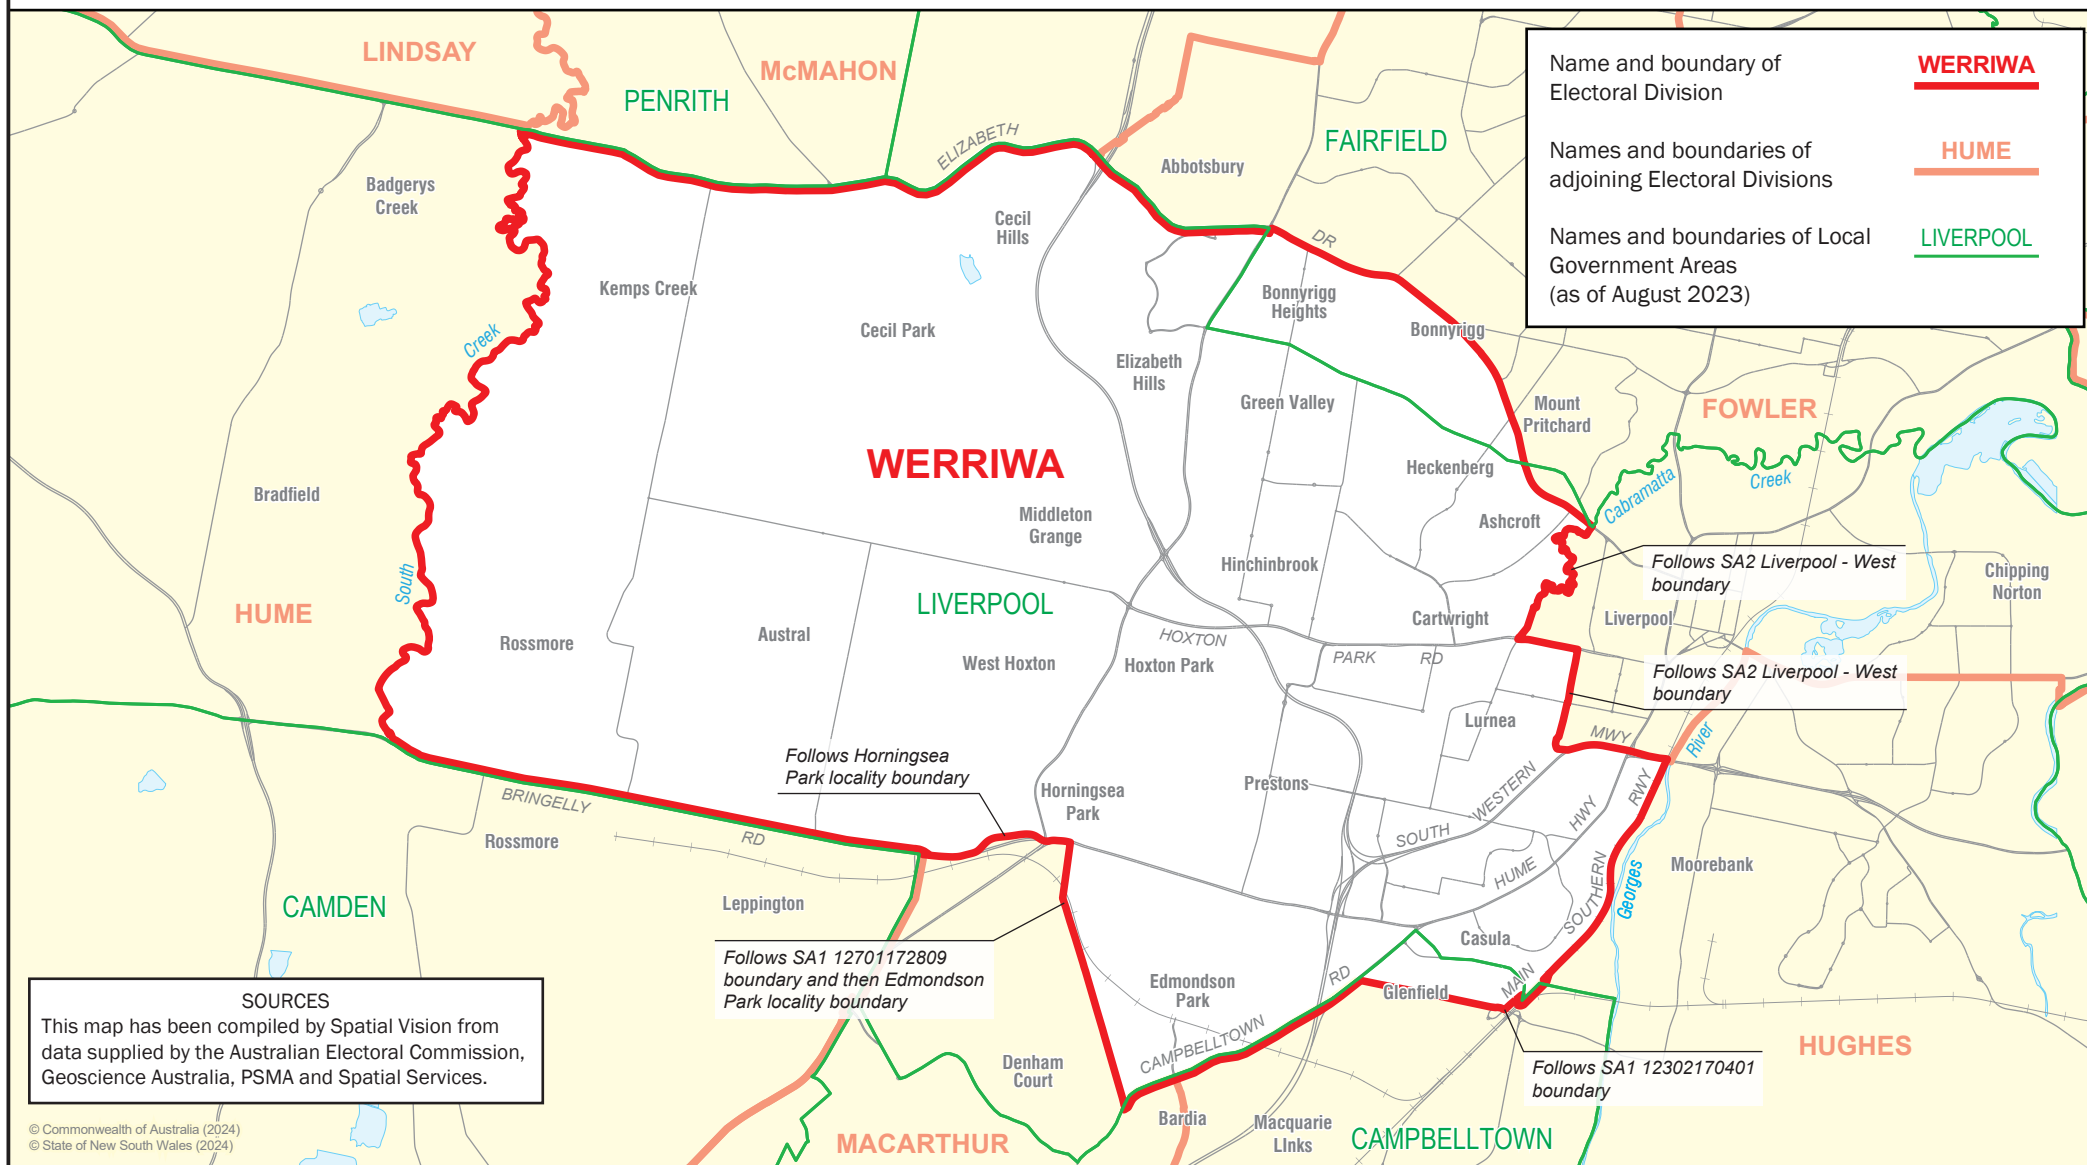 LINDSAY
McMAHON
PENRITH
ELIZABETH
FAIRFIELD
Abbotsbury
Name and boundary of
Electoral Division
WERRIWA
Names and boundaries of
adjoining Electoral Divisions
HUME
Names and boundaries of Local
Government Areas
(as of August 2023)
LIVERPOOL
Badgerys
Creek
Cecil
Hills
DR
Kemps Creek
Cecil Park
Bonnyrigg
Heights
Bonnyrigg
Creek
Elizabeth
Hills
Green Valley
Mount
Pritchard
FOWLER
WERRIWA
Heckenberg
Cabramatta
Creek
Bradfield
Middleton
Grange
Ashcroft
Hinchinbrook
Follows SA2 Liverpool - West
boundary
Chipping
Norton
South
HUME
LIVERPOOL
Cartwright
Liverpool
Rossmore
Austral
West Hoxton
HOXTON
Hoxton Park
PARK
RD
Follows SA2 Liverpool - West
boundary
Lurnea
MWY
River
Follows Horningsea
Park locality boundary
Horningsea
Park
Prestons
WESTERN
SOUTH
HWY
RWY
BRINGELLY
RD
Rossmore
HUME
SOUTHERN
Georges
Moorebank
CAMDEN
Leppington
Casula
Follows SA1 12701172809
boundary and then Edmondson
Park locality boundary
Edmondson
Park
RD
Glenfield
MAIN
CAMPBELLTOWN
SOURCES
This map has been compiled by Spatial Vision from
data supplied by the Australian Electoral Commission,
Geoscience Australia, PSMA and Spatial Services.
Denham
Court
HUGHES
Follows SA1 12302170401
boundary
Bardia
Macquarie
LInks
MACARTHUR
CAMPBELLTOWN
© Commonwealth of Australia (2024)
© State of New South Wales (2024)